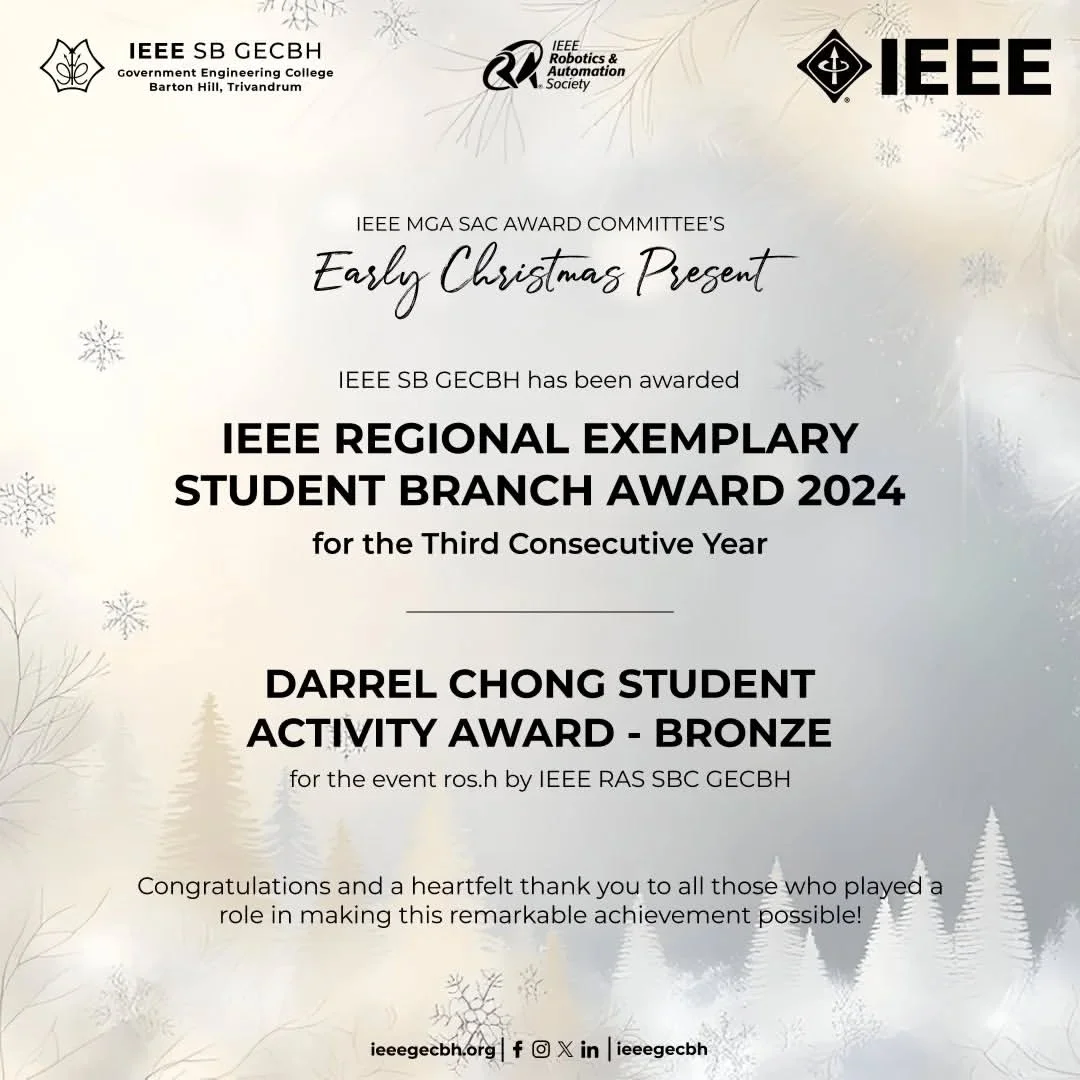 IEEE SB GECBH
Government Engineering College
Barton Hill, Trivandrum
IEEE
Robotics &
Automation
Society
IEEE
IEEE MGA SAC AWARD COMMITTEE'S
Early Christmas Present
IEEE SB GECBH has been awarded
IEEE REGIONAL EXEMPLARY
STUDENT BRANCH AWARD 2024
for the Third Consecutive Year
DARREL CHONG STUDENT
ACTIVITY AWARD - BRONZE
for the event ros.h by IEEE RAS SBC GECBH
Congratulations and a heartfelt thank you to all those who played a
role in making this remarkable achievement possible!
ieeegecbh.org | ieeegecbh